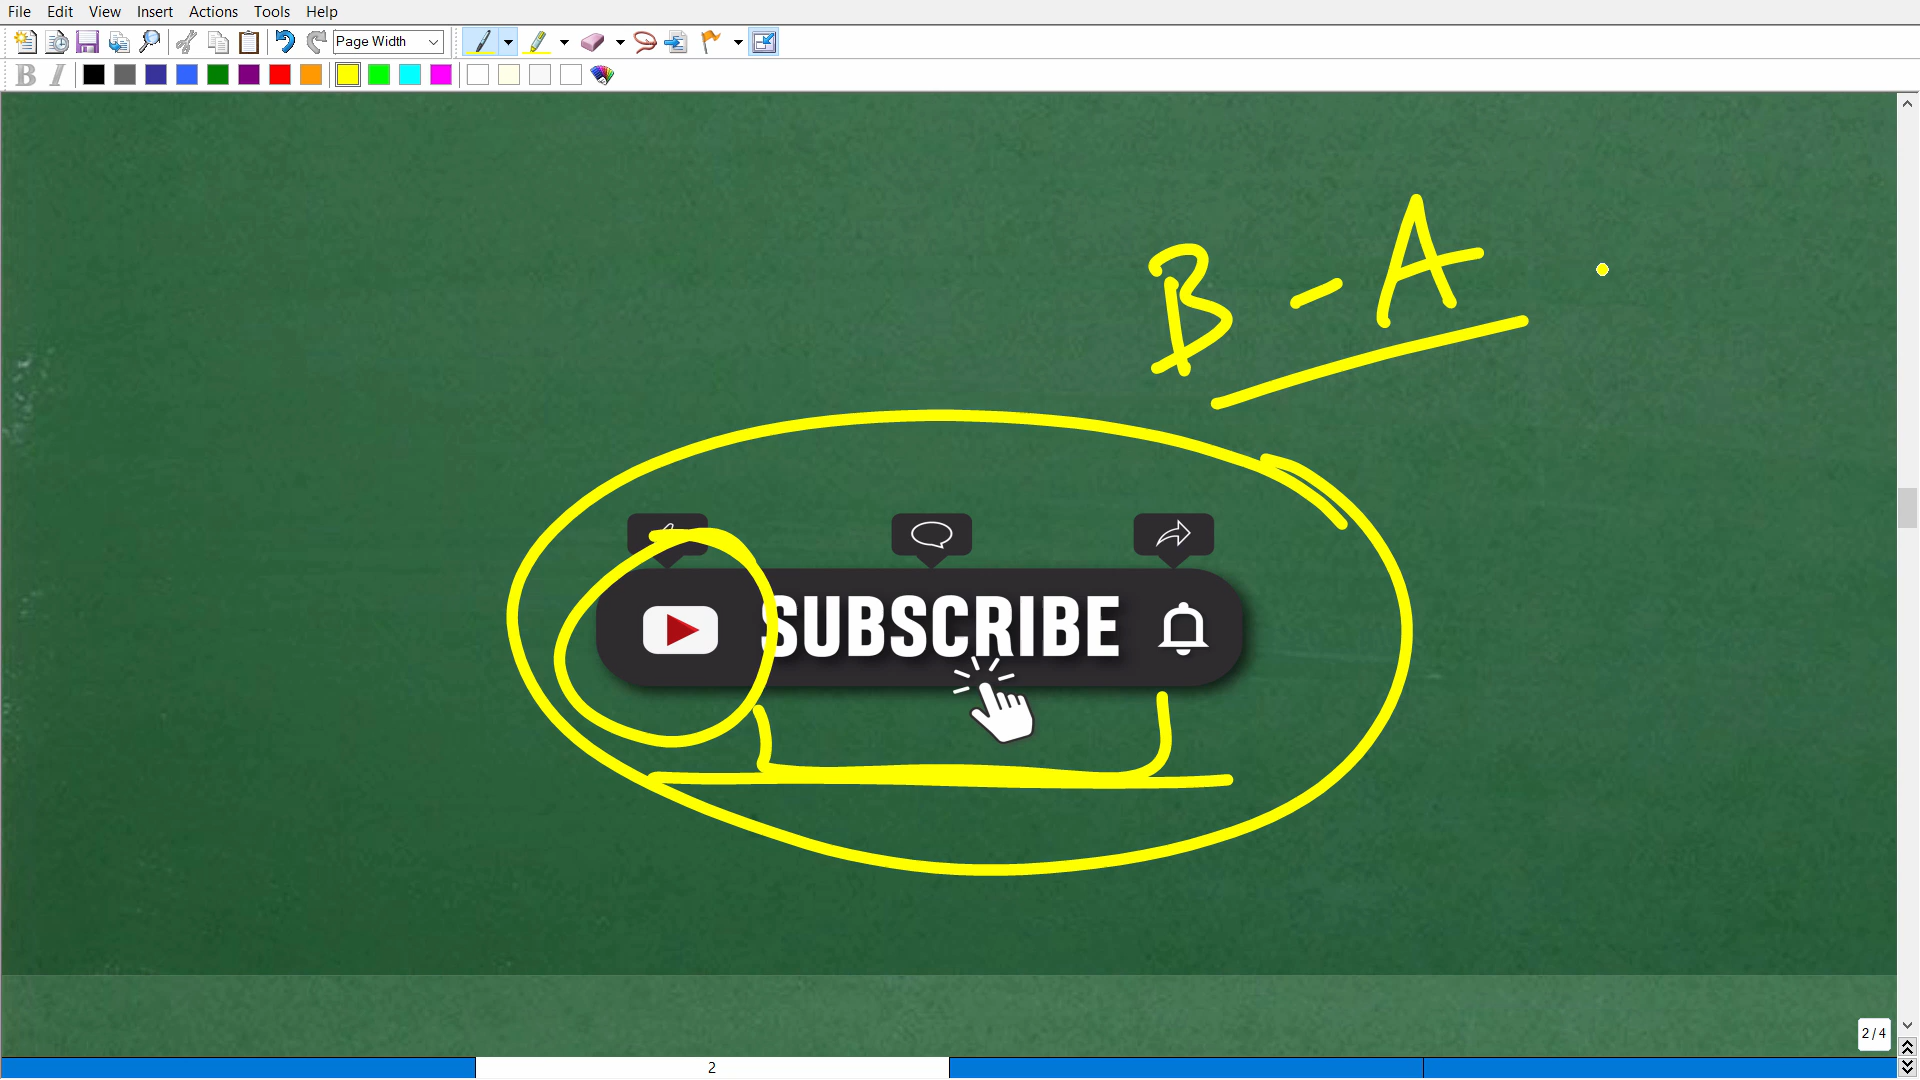 File Edit View Insert Actions Tools Help
Page Width
B I
B - A
SUBSCRIBE
2 / 4
2